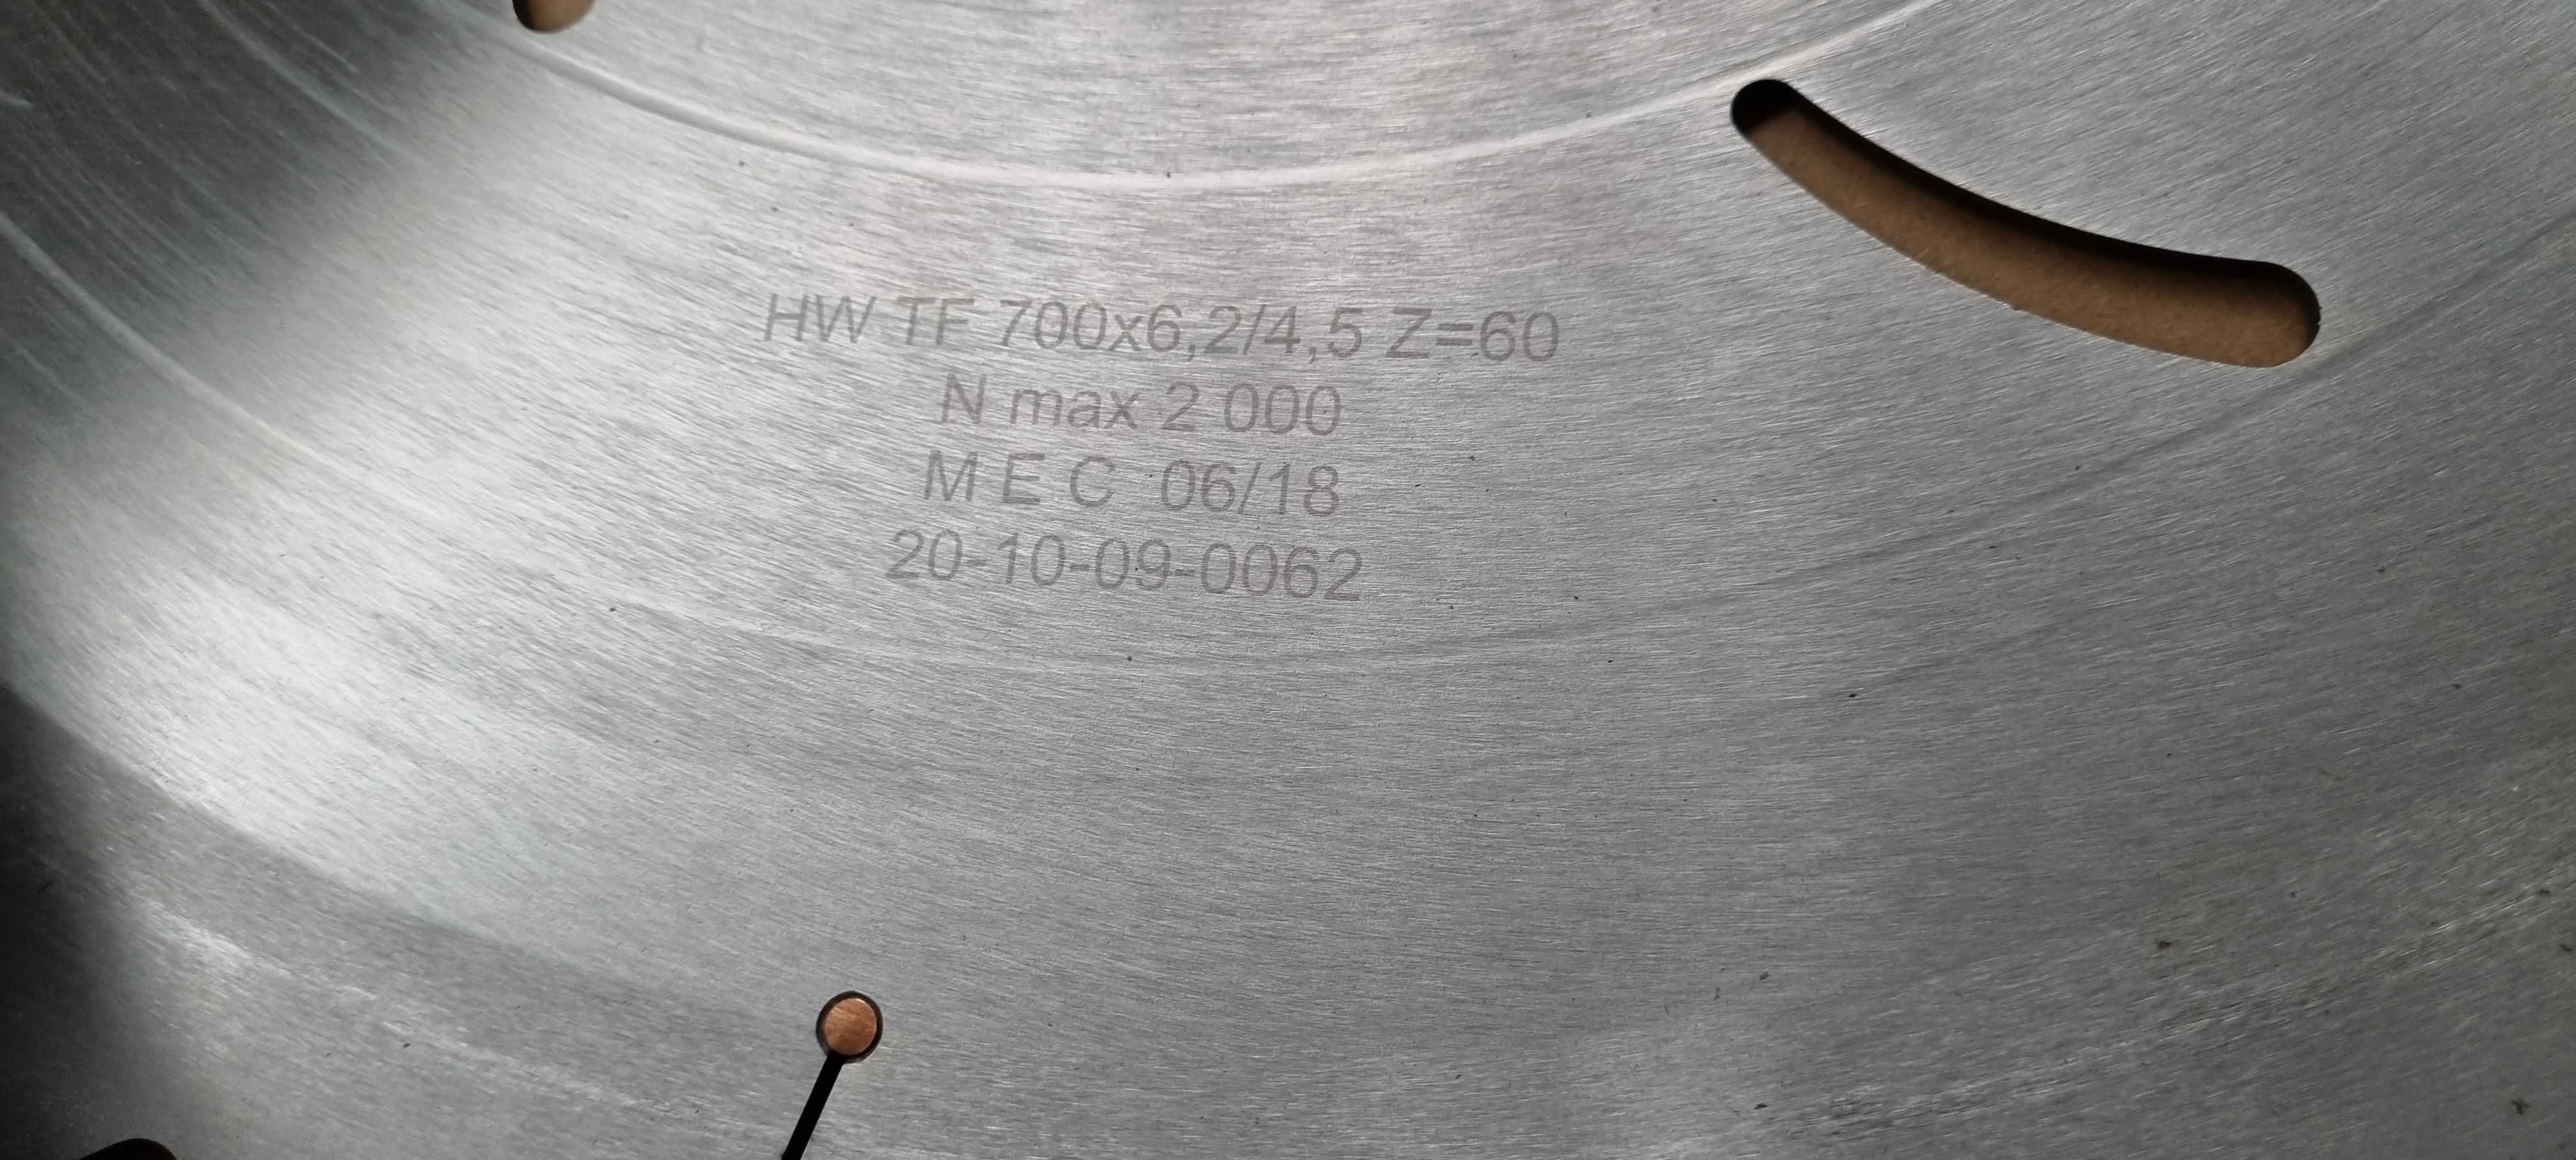 HW TF 700x6,2/4,5 Z=60
N max 2 000
M E C 06/18
20-10-09-0062